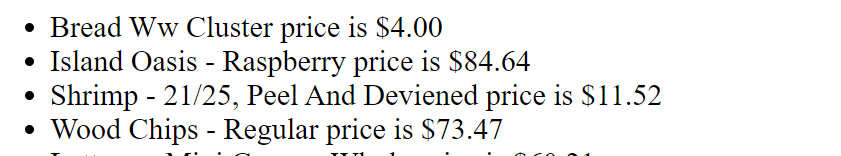 Bread Ww Cluster price is $4.00
Island Oasis - Raspberry price is $84.64
Shrimp - 21/25, Peel And Deviened price is $11.52
Wood Chips - Regular price is $73.47